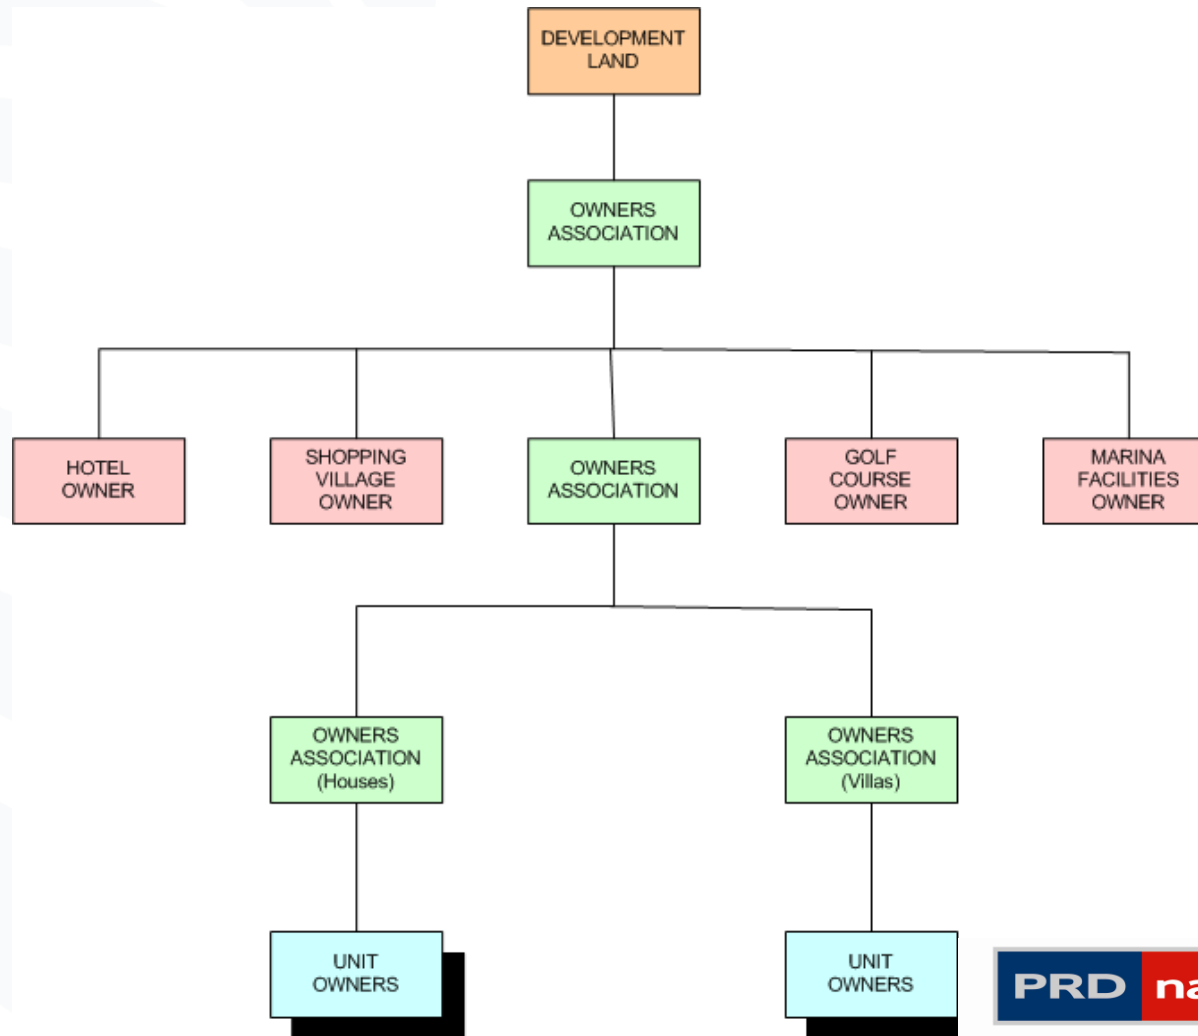 DEVELOPMENT
LAND
OWNERS
ASSOCIATION
HOTEL
OWNER
SHOPPING
VILLAGE
OWNER
OWNERS
ASSOCIATION
GOLF
COURSE
OWNER
MARINA
FACILITIES
OWNER
OWNERS
ASSOCIATION
(Houses)
OWNERS
ASSOCIATION
(Villas)
UNIT
OWNERS
UNIT
OWNERS
PRD na